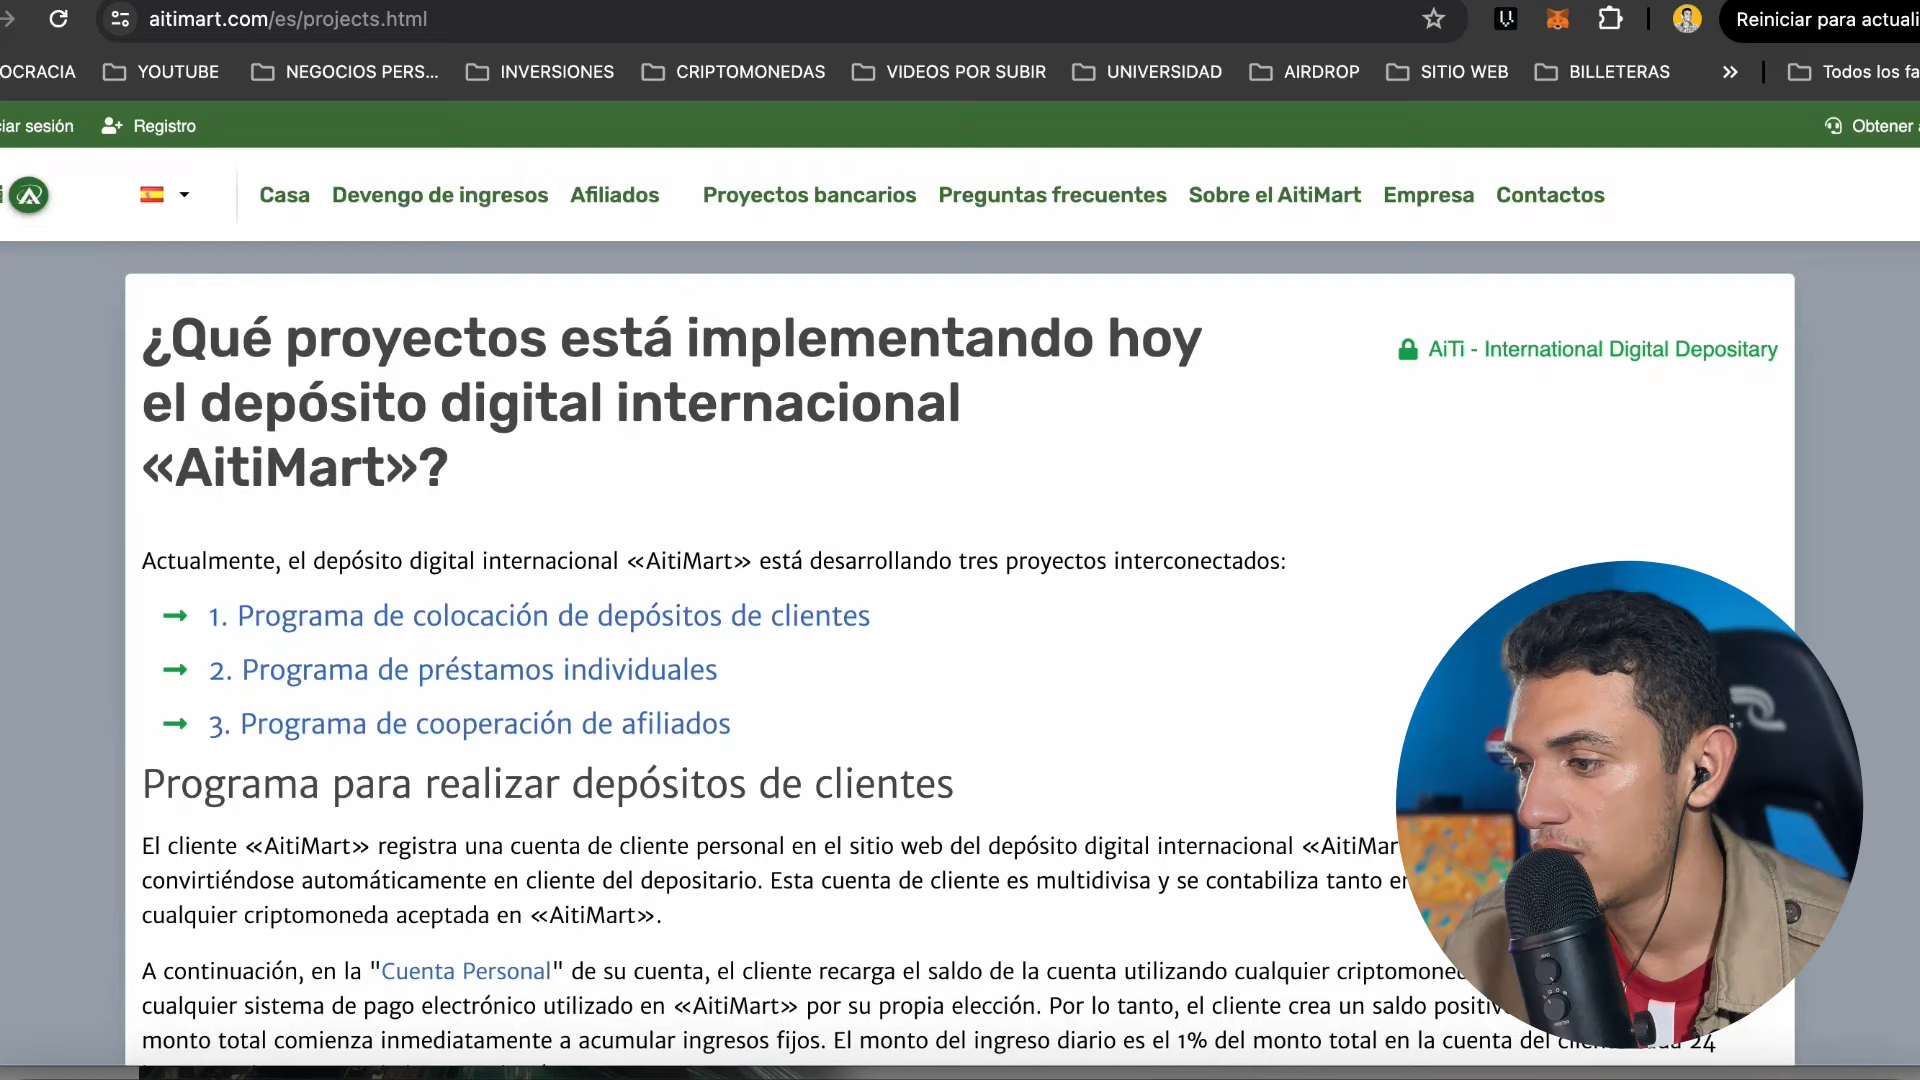 aitimart.com/es/projects.html
Reiniciar para actuali
OCRACIA YOUTUBE NEGOCIOS PERS... INVERSIONES CRIPTOMONEDAS VIDEOS POR SUBIR UNIVERSIDAD AIRDROP SITIO WEB BILLETERAS » Todos los fa
ciar sesión Registro Obtener
Casa Devengo de ingresos Afiliados Proyectos bancarios Preguntas frecuentes Sobre el AitiMart Empresa Contactos
¿Qué proyectos está implementando hoy
el depósito digital internacional
«AitiMart»?
AiTi - International Digital Depositary
Actualmente, el depósito digital internacional «AitiMart» está desarrollando tres proyectos interconectados:
1. Programa de colocación de depósitos de clientes
2. Programa de préstamos individuales
3. Programa de cooperación de afiliados
Programa para realizar depósitos de clientes
El cliente «AitiMart» registra una cuenta de cliente personal en el sitio web del depósito digital internacional «AitiMar
convirtiéndose automáticamente en cliente del depositario. Esta cuenta de cliente es multidivisa y se contabiliza tanto en
cualquier criptomoneda aceptada en «AitiMart».
A continuación, en la "Cuenta Personal" de su cuenta, el cliente recarga el saldo de la cuenta utilizando cualquier criptomone
cualquier sistema de pago electrónico utilizado en «AitiMart» por su propia elección. Por lo tanto, el cliente crea un saldo positiv
monto total comienza inmediatamente a acumular ingresos fijos. El monto del ingreso diario es el 1% del monto total en la cuenta del 24